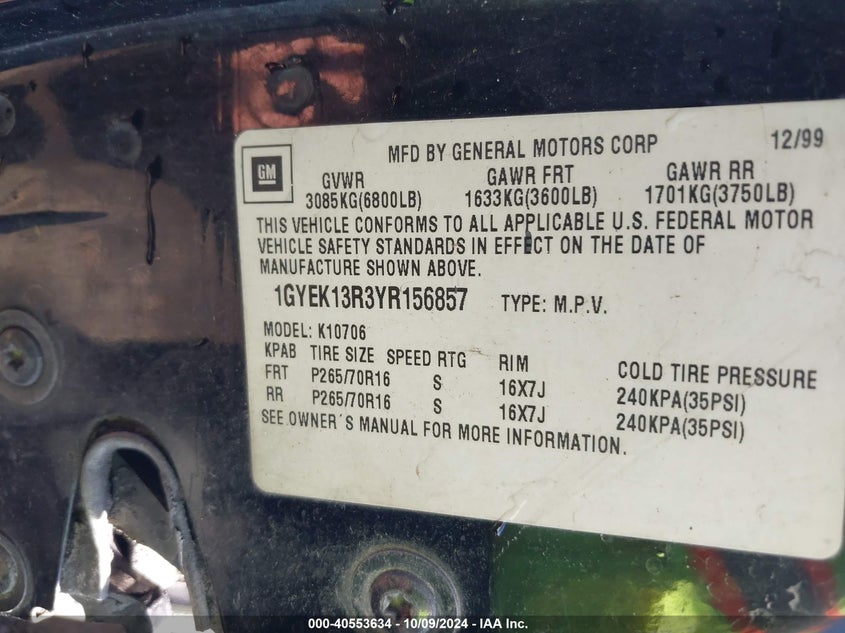 MFD BY GENERAL MOTORS CORP 12/99
GM
GVWR GAWR FRT GAWR RR
3085KG(6800LB) 1633KG(3600LB) 1701KG(3750LB)
THIS VEHICLE CONFORMS TO ALL APPLICABLE U.S. FEDERAL MOTOR
VEHICLE SAFETY STANDARDS IN EFFECT ON THE DATE OF
MANUFACTURE SHOWN ABOVE.
1GYEK13R3YR156857 TYPE: M.P.V.
MODEL: K10706
KPAB TIRE SIZE SPEED RTG RIM COLD TIRE PRESSURE
FRT P265/70R16 S 16X7J 240KPA(35PSI)
RR P265/70R16 S 16X7J 240KPA(35PSI)
SEE OWNER´S MANUAL FOR MORE INFORMATION.
000-40553634 - 10/09/2024 - © IAA, Inc.